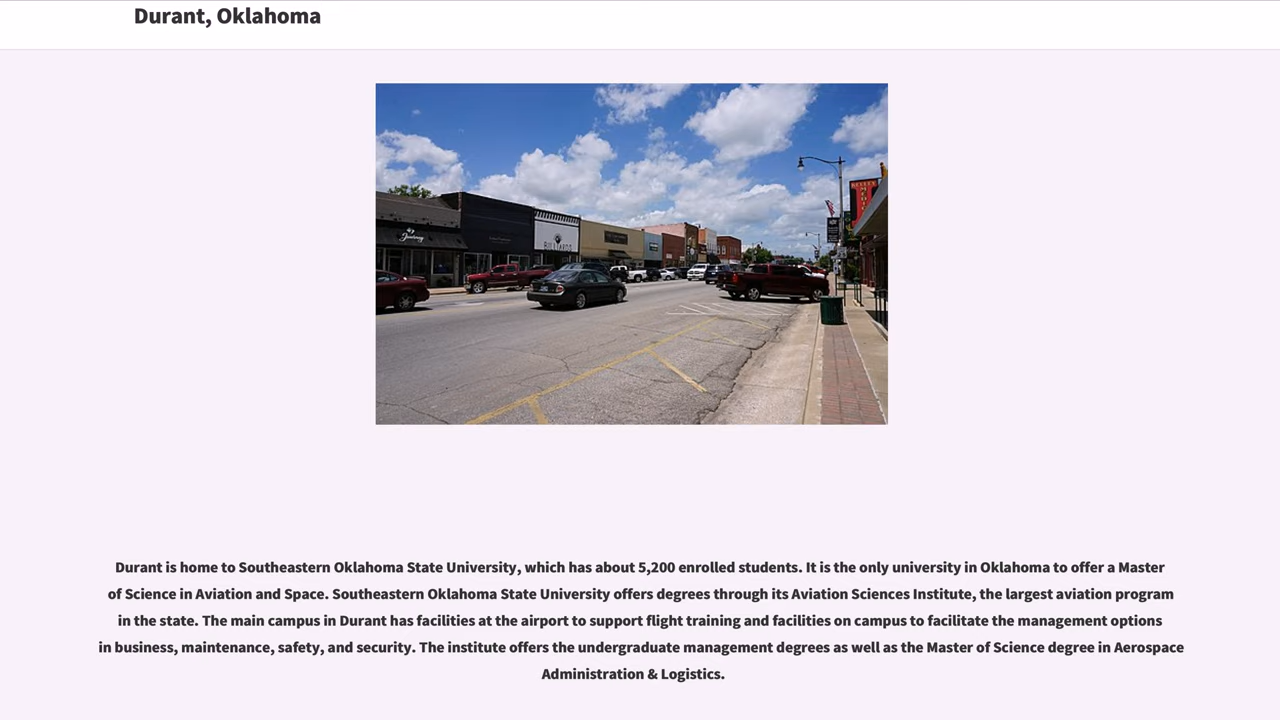 Durant, Oklahoma
BILLIARDS
Durant is home to Southeastern Oklahoma State University, which has about 5,200 enrolled students. It is the only university in Oklahoma to offer a Master
of Science in Aviation and Space. Southeastern Oklahoma State University offers degrees through its Aviation Sciences Institute, the largest aviation program
in the state. The main campus in Durant has facilities at the airport to support flight training and facilities on campus to facilitate the management options
in business, maintenance, safety, and security. The institute offers the undergraduate management degrees as well as the Master of Science degree in Aerospace
Administration & Logistics.